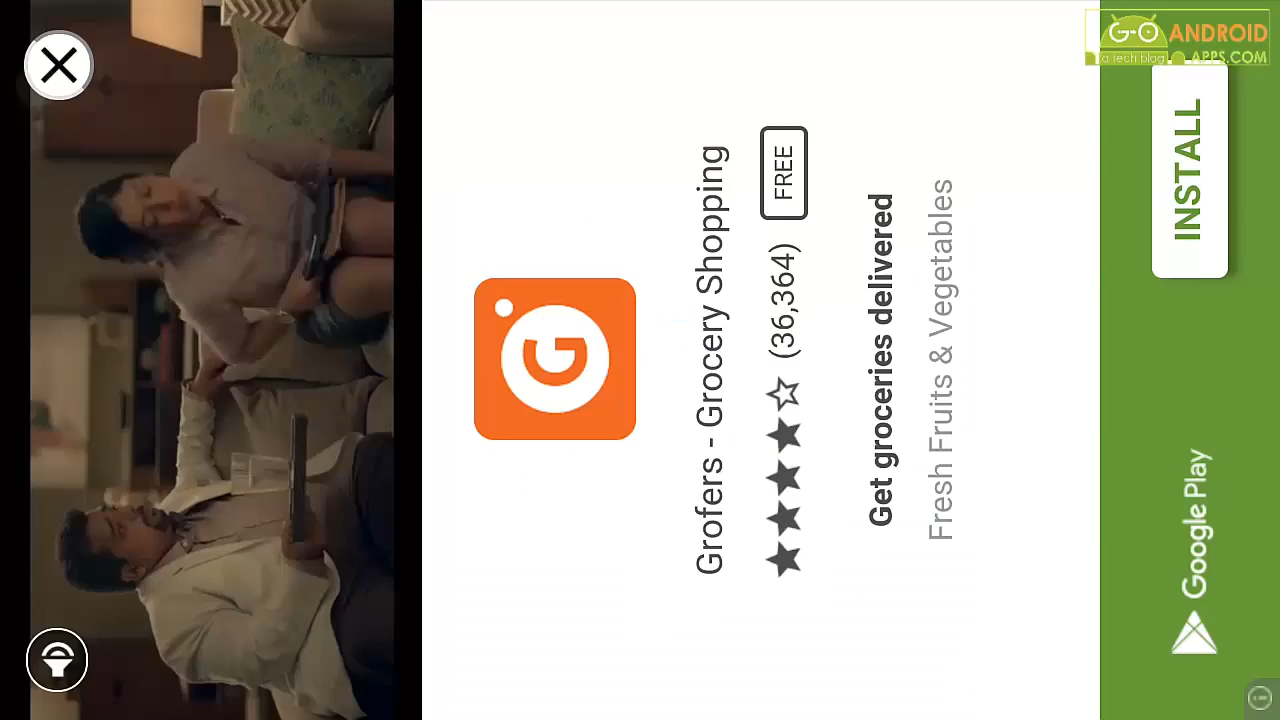 G-O ANDROID
a tech blog APPS.COM
G
Grofers - Grocery Shopping
(36,364) FREE
Get groceries delivered
Fresh Fruits & Vegetables
Google Play
INSTALL